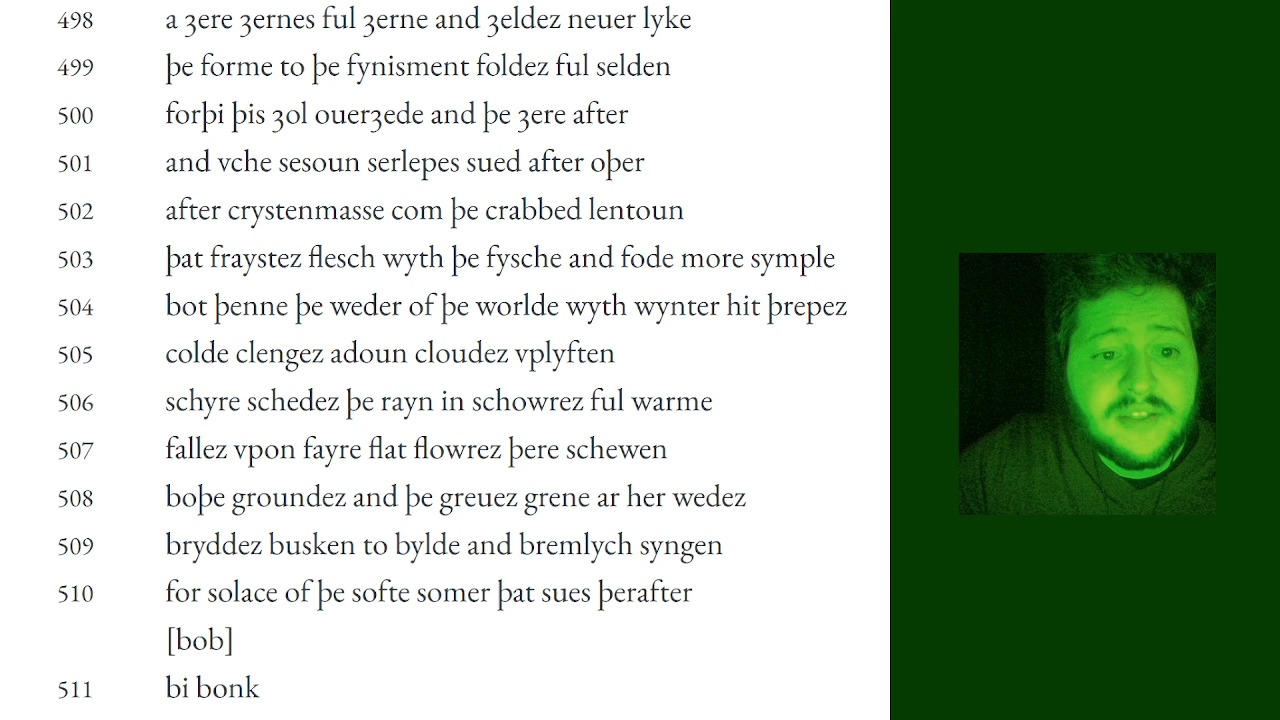 498 a ȝere ȝernes ful ȝerne and ȝeldez neuer lyke
499 þe forme to þe fynisment foldez ful selden
500 forþi þis ȝol ouerȝede and þe ȝere after
501 and vche sesoun serlepes sued after oþer
502 after crystenmasse com þe crabbed lentoun
503 þat fraystez flesch wyth þe fysche and fode more symple
504 bot þenne þe weder of þe worlde wyth wynter hit þrepez
505 colde clengez adoun cloudez vplyften
506 schyre schedez þe rayn in schowrez ful warme
507 fallez vpon fayre flat flowrez þere schewen
508 boþe groundez and þe greuez grene ar her wedez
509 bryddez busken to bylde and bremlych syngen
510 for solace of þe softe somer þat sues þerafter
[bob]
511 bi bonk